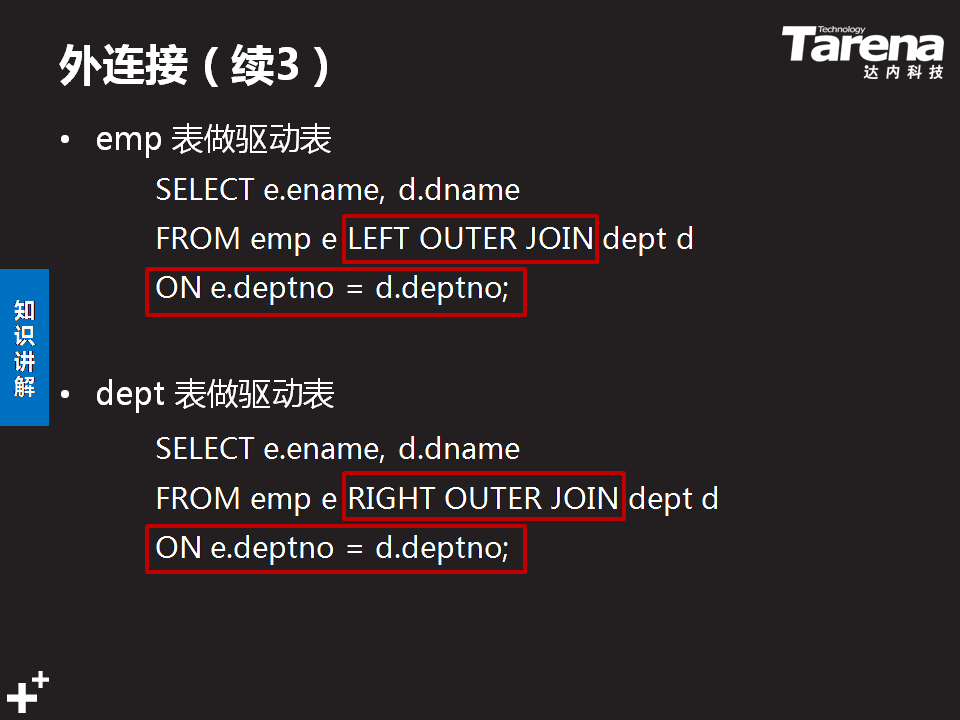 外连接（续3）
Technology
Tarena
达内科技
• emp 表做驱动表
SELECT e.ename, d.dname
FROM emp e LEFT OUTER JOIN dept d
ON e.deptno = d.deptno;
知识讲解
• dept 表做驱动表
SELECT e.ename, d.dname
FROM emp e RIGHT OUTER JOIN dept d
ON e.deptno = d.deptno;